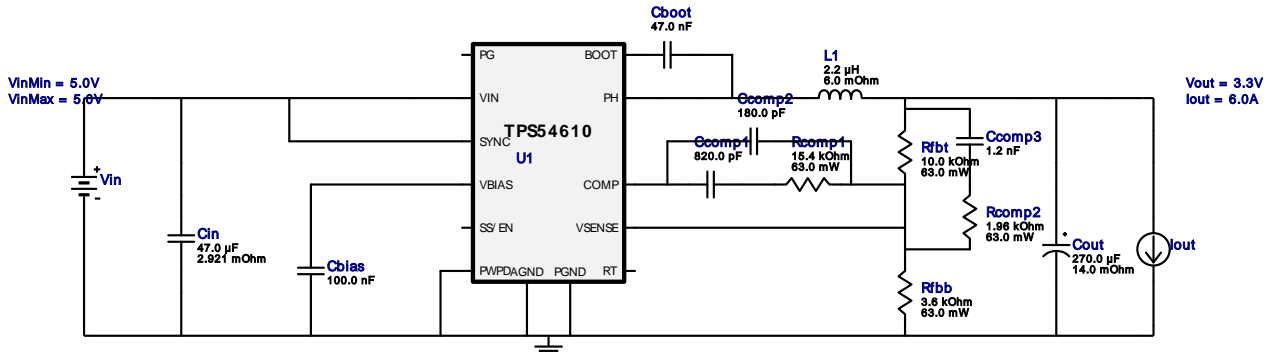 Cboot
47.0 nF
VinMin = 5.0V
VinMax = 5.0V
PG
BOOT
VIN
PH
SYNC
TPS54610
U1
VBIAS
COMP
SS/EN
VSENSE
PWPD
AGND
PGND
RT
L1
2.2 µH
6.0 mOhm
Vout = 3.3V
Iout = 6.0A
Ccomp2
180.0 pF
Ccomp1
820.0 pF
Rcomp1
15.4 kOhm
63.0 mW
Rfbt
10.0 kOhm
63.0 mW
Ccomp3
1.2 nF
Rcomp2
1.96 kOhm
63.0 mW
+
Vin
-
Cin
47.0 µF
2.921 mOhm
Cbias
100.0 nF
Cout
270.0 µF
14.0 mOhm
Iout
Rfbb
3.6 kOhm
63.0 mW